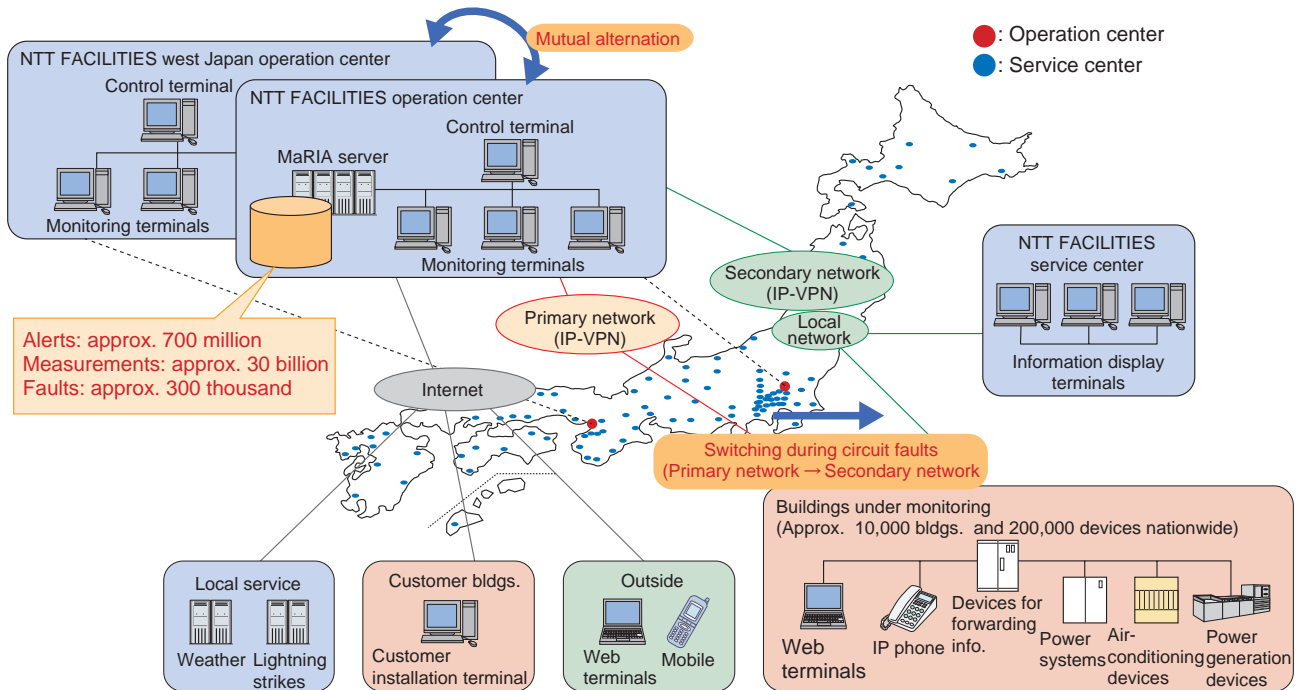 Mutual alternation
: Operation center
: Service center
NTT FACILITIES west Japan operation center
Control terminal
Monitoring terminals
NTT FACILITIES operation center
Control terminal
MaRIA server
Monitoring terminals
Alerts: approx. 700 million
Measurements: approx. 30 billion
Faults: approx. 300 thousand
Primary network
(IP-VPN)
Secondary network
(IP-VPN)
Local
network
NTT FACILITIES
service center
Information display
terminals
Internet
Switching during circuit faults
(Primary network → Secondary network
Buildings under monitoring
(Approx. 10,000 bldgs. and 200,000 devices nationwide)
Web
terminals
IP phone
Devices for
forwarding
info.
Power
systems
Air-
conditioning
devices
Power
generation
devices
Local service
Weather
Lightning
strikes
Customer bldgs.
Customer
installation terminal
Outside
Web
terminals
Mobile